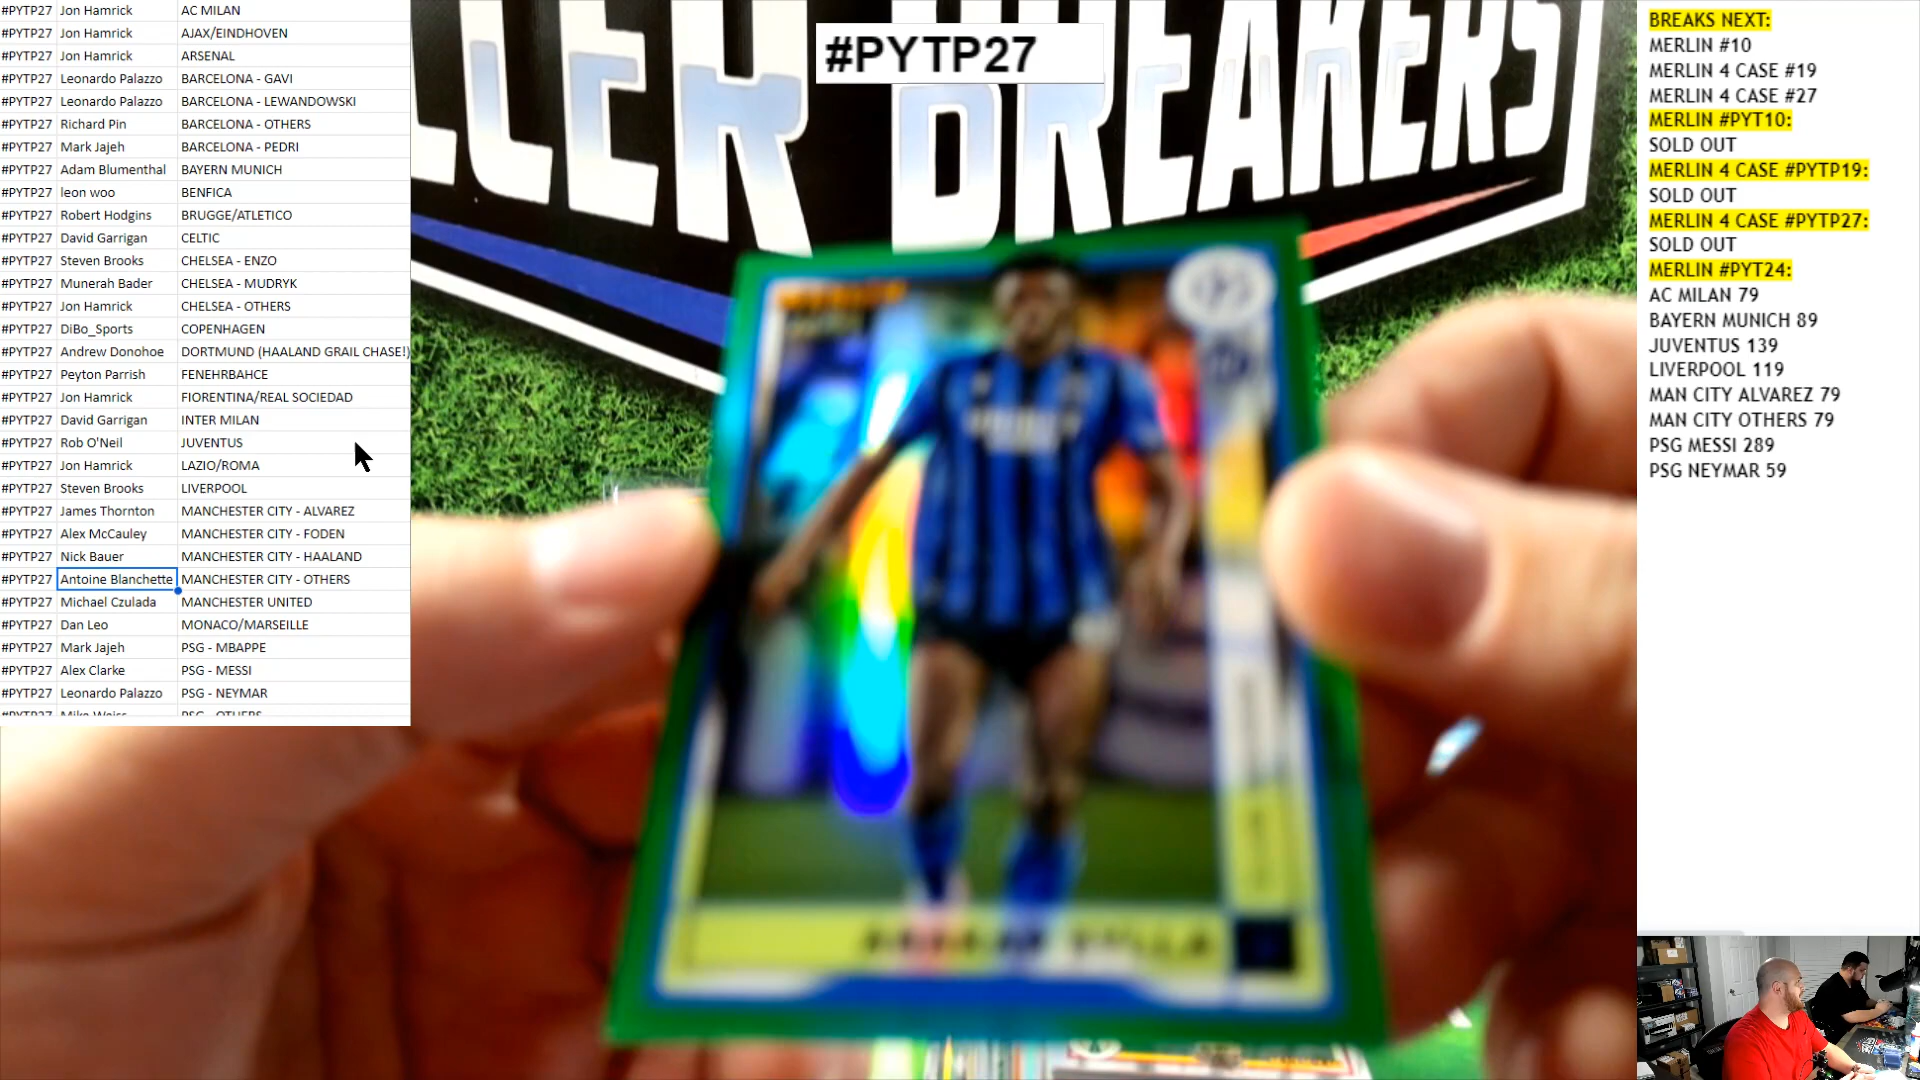 #PYTP27 Jon Hamrick AC MILAN
#PYTP27 Jon Hamrick AJAX/EINDHOVEN
#PYTP27 Jon Hamrick ARSENAL
#PYTP27 Leonardo Palazzo BARCELONA - GAVI
#PYTP27 Leonardo Palazzo BARCELONA - LEWANDOWSKI
#PYTP27 Richard Pin BARCELONA - OTHERS
#PYTP27 Mark Jajeh BARCELONA - PEDRI
#PYTP27 Adam Blumenthal BAYERN MUNICH
#PYTP27 leon woo BENFICA
#PYTP27 Robert Hodgins BRUGGE/ATLETICO
#PYTP27 David Garrigan CELTIC
#PYTP27 Steven Brooks CHELSEA - ENZO
#PYTP27 Munerah Bader CHELSEA - MUDRYK
#PYTP27 Jon Hamrick CHELSEA - OTHERS
#PYTP27 DiBo_Sports COPENHAGEN
#PYTP27 Andrew Donohoe DORTMUND (HAALAND GRAIL CHASE!)
#PYTP27 Peyton Parrish FENEHRBAHCE
#PYTP27 Jon Hamrick FIORENTINA/REAL SOCIEDAD
#PYTP27 David Garrigan INTER MILAN
#PYTP27 Rob O'Neil JUVENTUS
#PYTP27 Jon Hamrick LAZIO/ROMA
#PYTP27 Steven Brooks LIVERPOOL
#PYTP27 James Thornton MANCHESTER CITY - ALVAREZ
#PYTP27 Alex McCauley MANCHESTER CITY - FODEN
#PYTP27 Nick Bauer MANCHESTER CITY - HAALAND
#PYTP27 Antoine Blanchette MANCHESTER CITY - OTHERS
#PYTP27 Michael Czulada MANCHESTER UNITED
#PYTP27 Dan Leo MONACO/MARSEILLE
#PYTP27 Mark Jajeh PSG - MBAPPE
#PYTP27 Alex Clarke PSG - MESSI
#PYTP27 Leonardo Palazzo PSG - NEYMAR
#PYTP27 Mike Weiss PSG - OTHERS
#PYTP27
BREAKERS
BREAKS NEXT:
MERLIN #10
MERLIN 4 CASE #19
MERLIN 4 CASE #27
MERLIN #PYT10:
SOLD OUT
MERLIN 4 CASE #PYTP19:
SOLD OUT
MERLIN 4 CASE #PYTP27:
SOLD OUT
MERLIN #PYT24:
AC MILAN 79
BAYERN MUNICH 89
JUVENTUS 139
LIVERPOOL 119
MAN CITY ALVAREZ 79
MAN CITY OTHERS 79
PSG MESSI 289
PSG NEYMAR 59